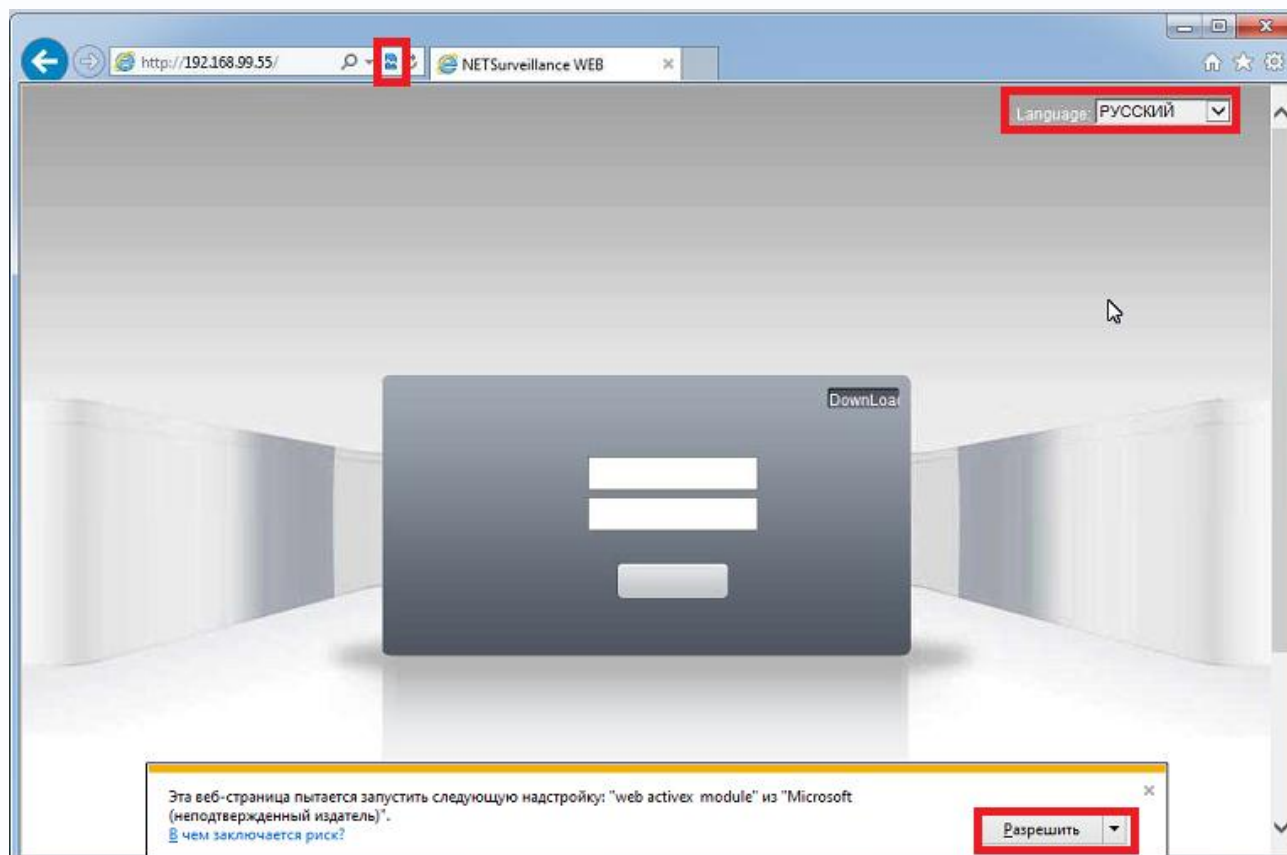 http://192.168.99.55/
NETSurveillance WEB
Language: РУССКИЙ
DownLoad
Эта веб-страница пытается запустить следующую надстройку: "web activex module" из "Microsoft
(неподтвержденный издатель)".
В чем заключается риск?
Разрешить